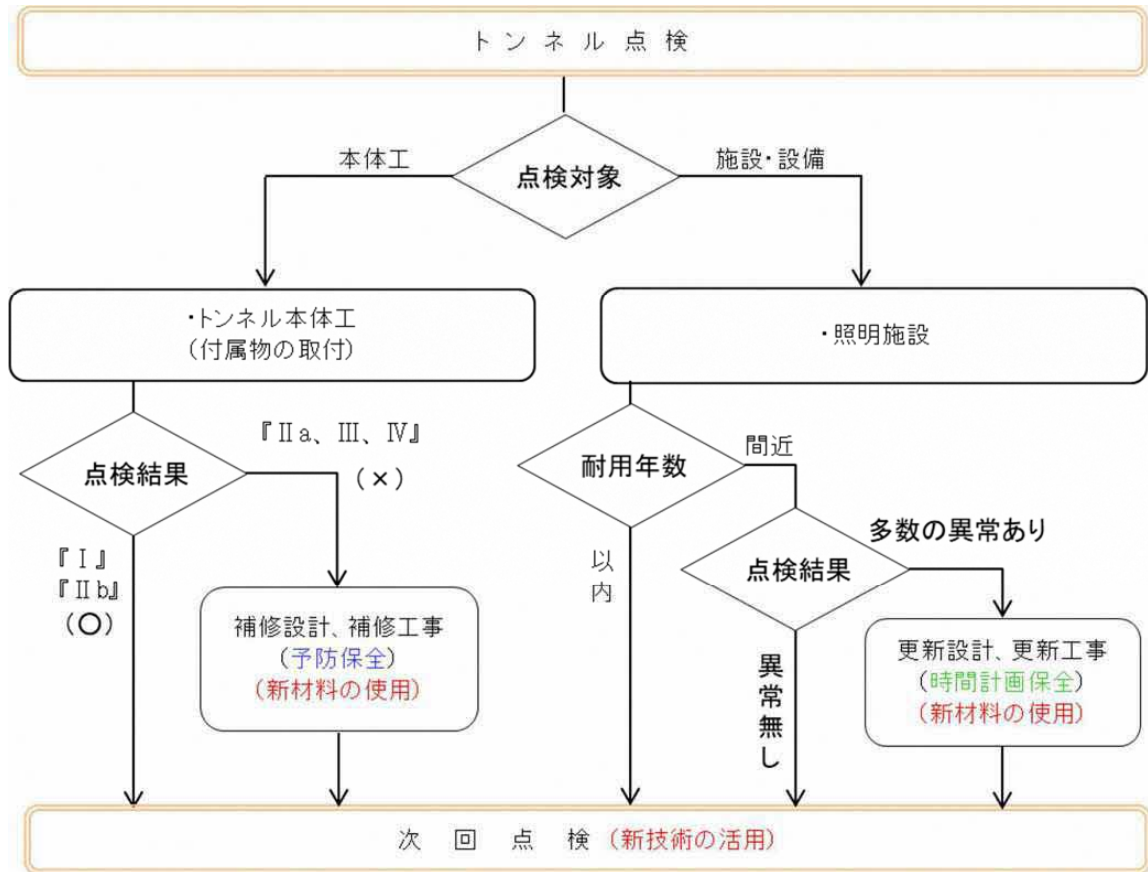 トンネル点検
本体工
施設・設備
点検対象
・トンネル本体工
(付属物の取付)
・照明施設
『Ⅱa、Ⅲ、Ⅳ』
(×)
点検結果
『Ⅰ』
『Ⅱb』
(〇)
補修設計、補修工事
(予防保全)
(新材料の使用)
間近
耐用年数
以内
多数の異常あり
点検結果
異常無し
更新設計、更新工事
(時間計画保全)
(新材料の使用)
次回点検(新技術の活用)